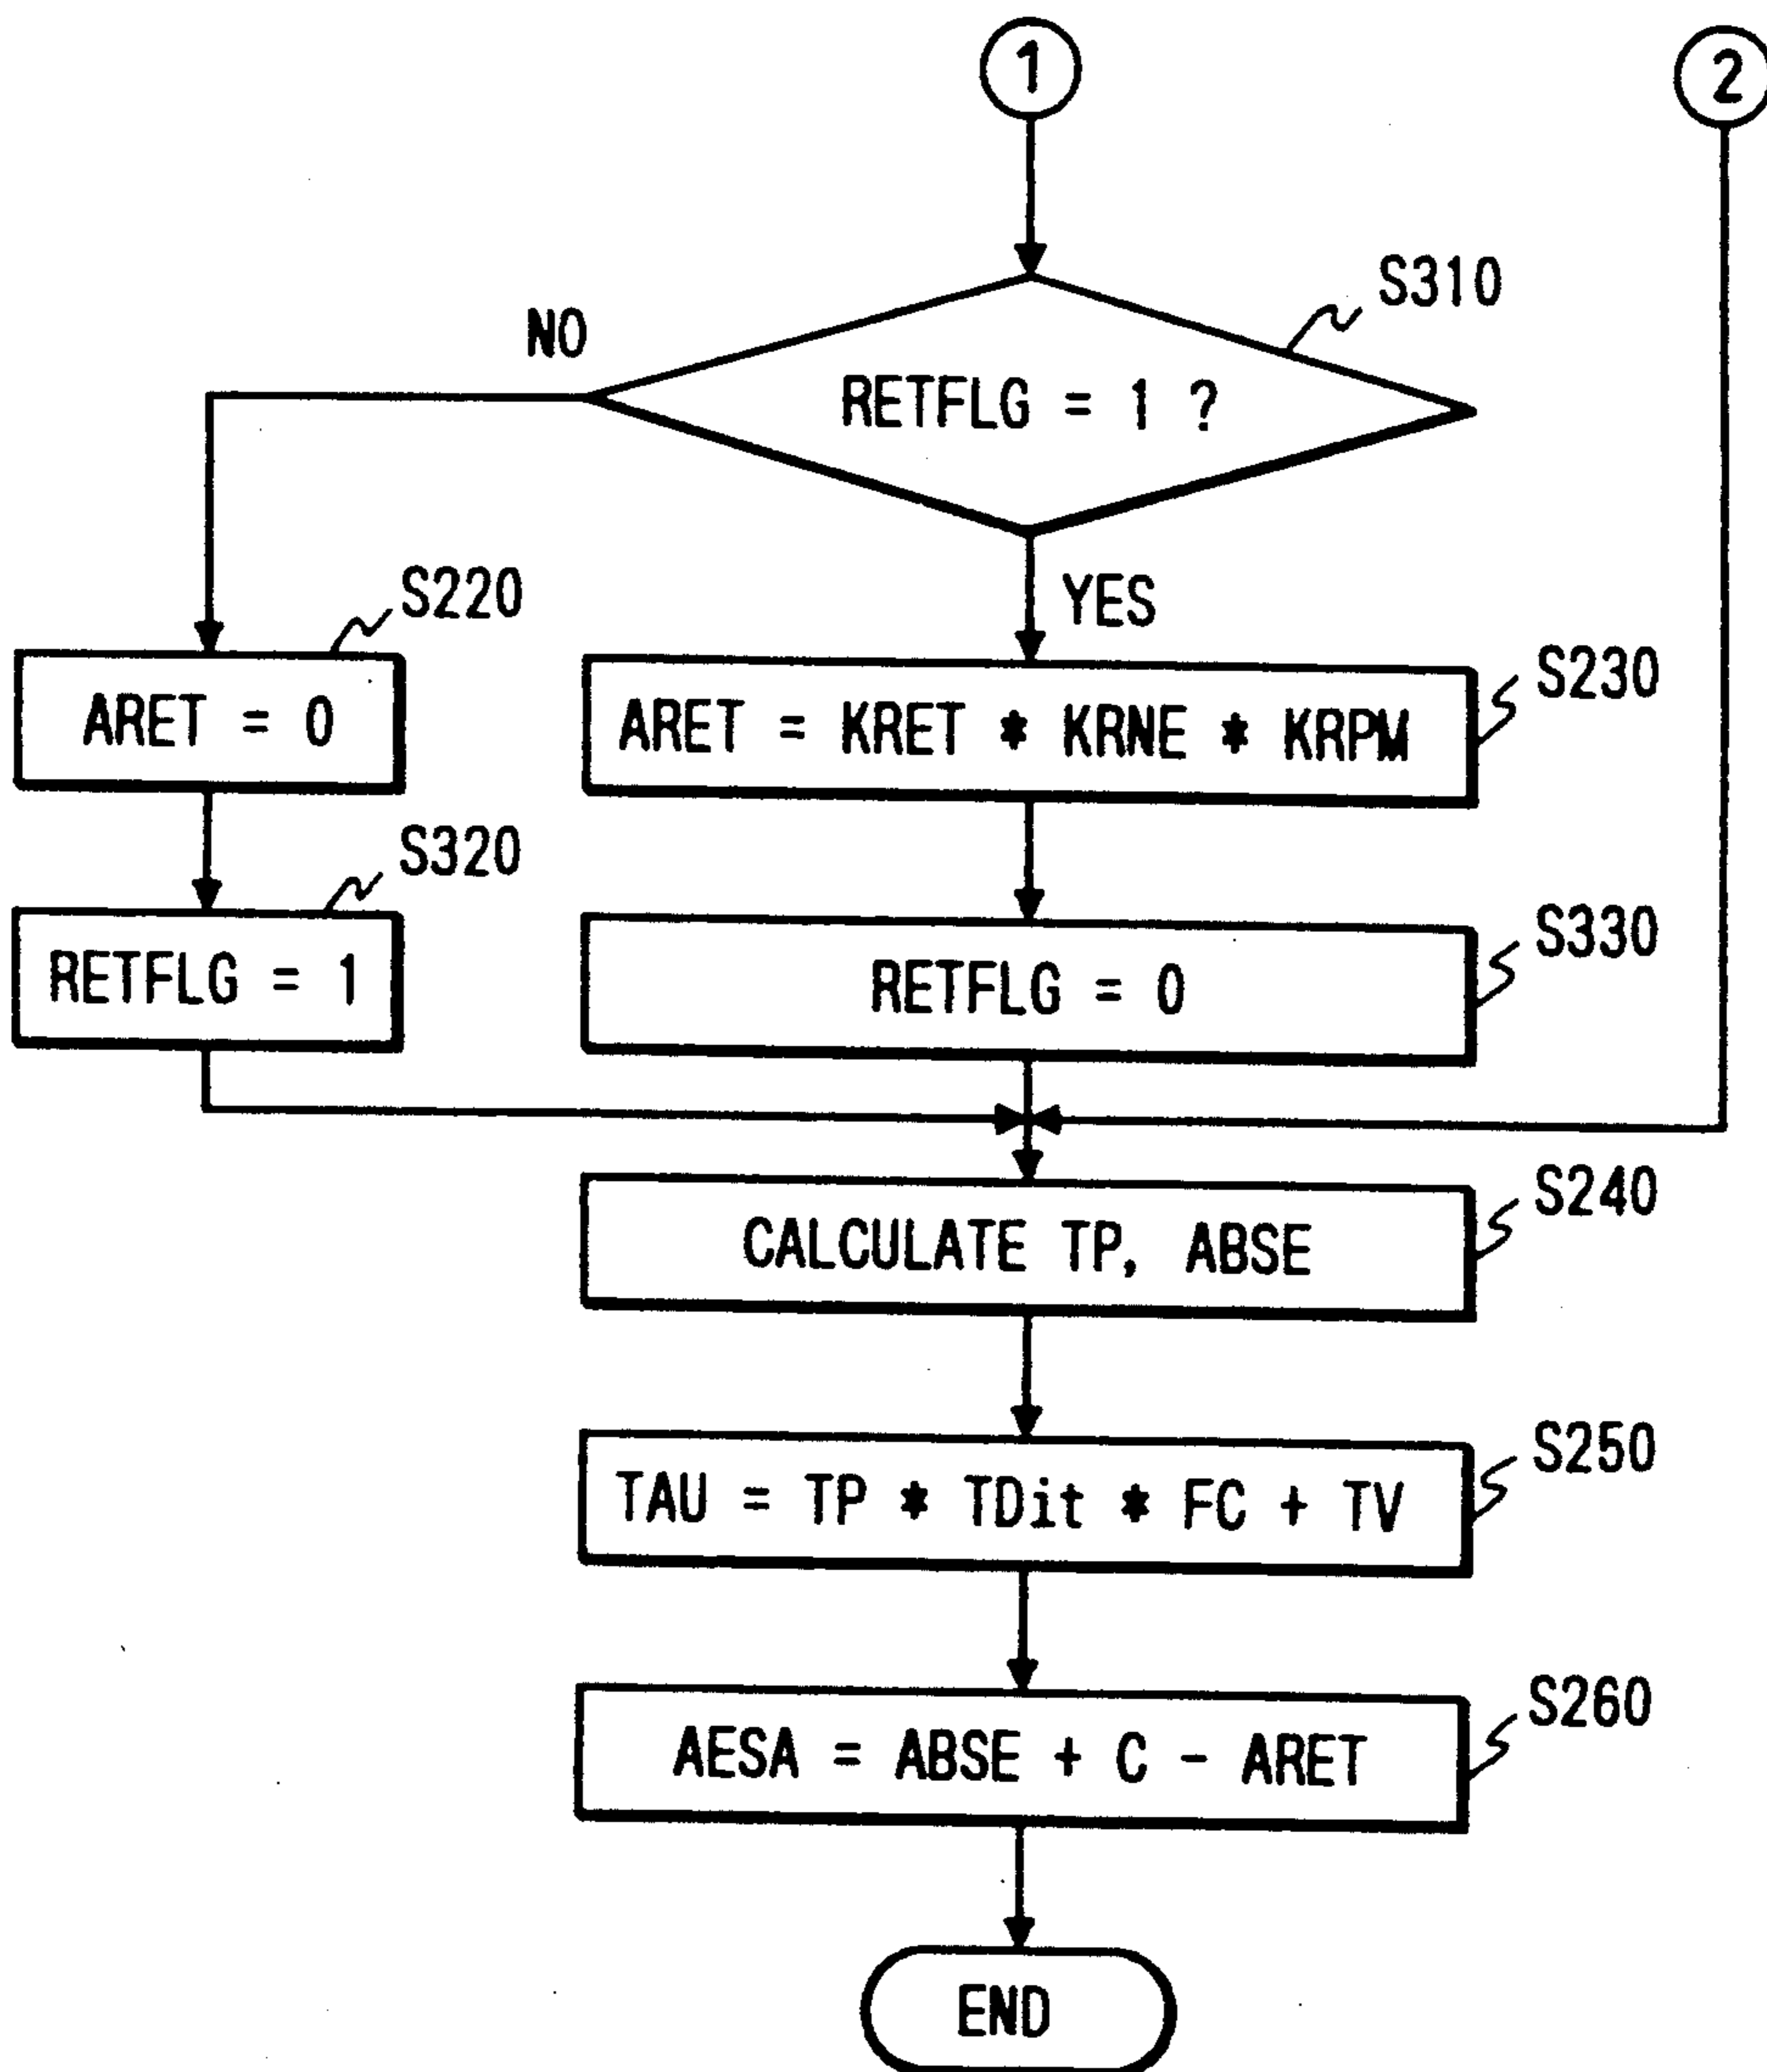 1
2
S310
NO
RETFLG = 1 ?
YES
S220
S230
ARET = 0
ARET = KRET * KRNE * KRPM
S320
S330
RETFLG = 1
RETFLG = 0
S240
CALCULATE TP, ABSE
S250
TAU = TP * TDit * FC + TV
S260
AESA = ABSE + C - ARET
END